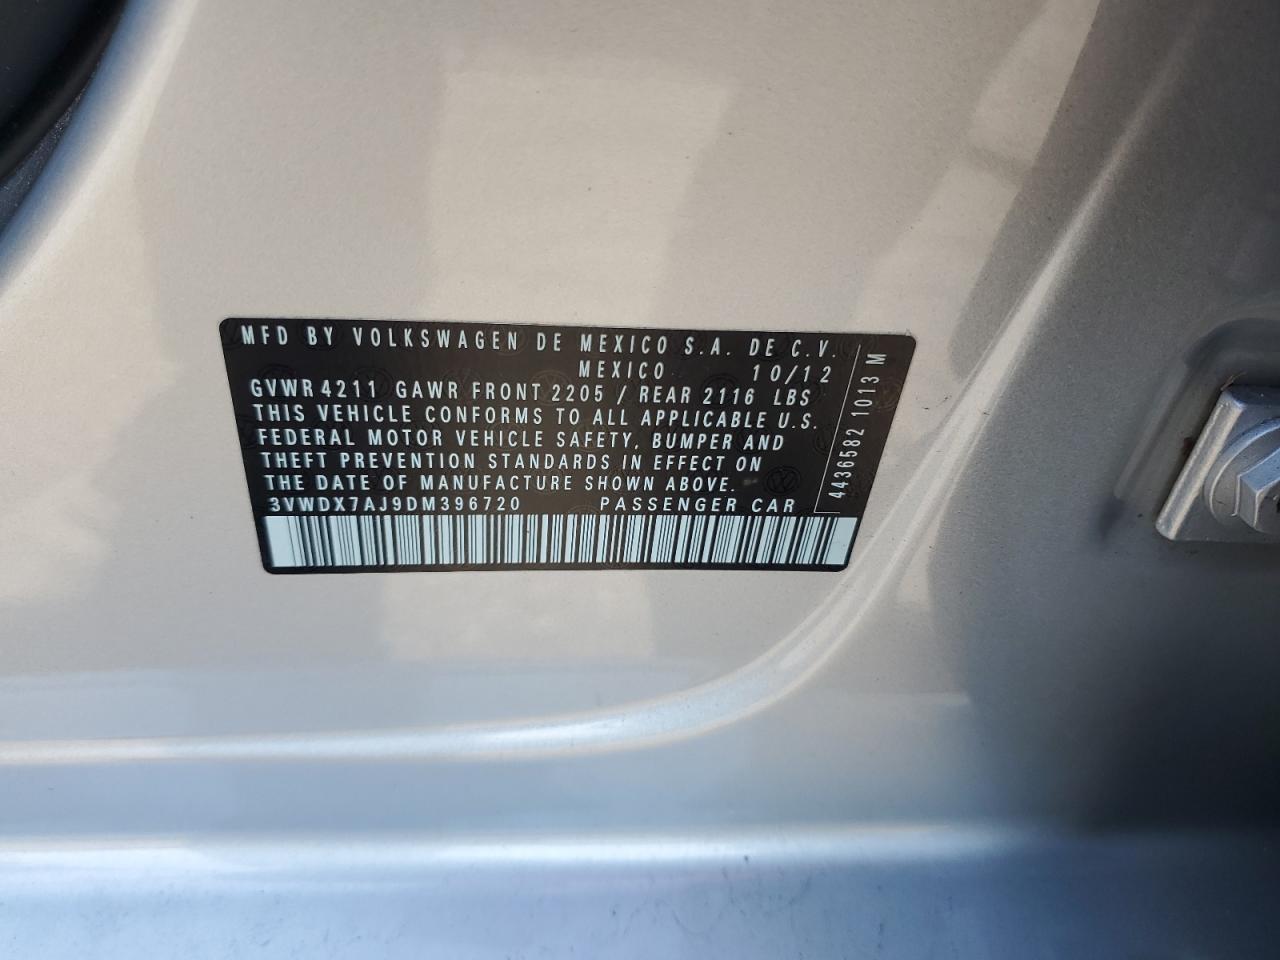 MFD BY VOLKSWAGEN DE MEXICO S.A. DE C.V.
MEXICO 10/12
GVWR 4211 GAWR FRONT 2205 / REAR 2116 LBS
THIS VEHICLE CONFORMS TO ALL APPLICABLE U.S.
FEDERAL MOTOR VEHICLE SAFETY, BUMPER AND
THEFT PREVENTION STANDARDS IN EFFECT ON
THE DATE OF MANUFACTURE SHOWN ABOVE.
3VWDX7AJ9DM396720 PASSENGER CAR
4436582 1013 M